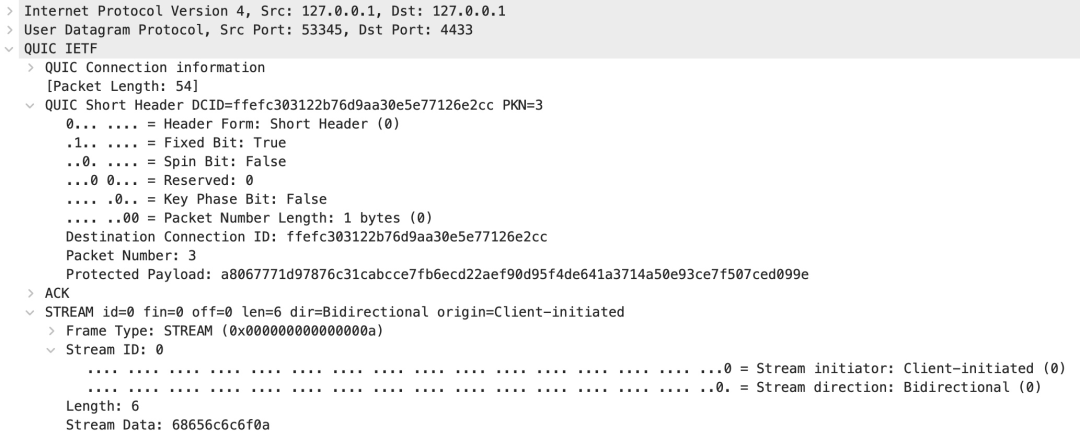 Internet Protocol Version 4, Src: 127.0.0.1, Dst: 127.0.0.1
User Datagram Protocol, Src Port: 53345, Dst Port: 4433
QUIC IETF
QUIC Connection information
[Packet Length: 54]
QUIC Short Header DCID=ffefc303122b76d9aa30e5e77126e2cc PKN=3
0... .... = Header Form: Short Header (0)
.1.. .... = Fixed Bit: True
..0. .... = Spin Bit: False
...0 0... = Reserved: 0
.... .0.. = Key Phase Bit: False
.... ..00 = Packet Number Length: 1 bytes (0)
Destination Connection ID: ffefc303122b76d9aa30e5e77126e2cc
Packet Number: 3
Protected Payload: a8067771d97876c31cabcce7fb6ecd22aef90d95f4de641a3714a50e93ce7f507ced099e
ACK
STREAM id=0 fin=0 off=0 len=6 dir=Bidirectional origin=Client-initiated
Frame Type: STREAM (0x000000000000000a)
Stream ID: 0
.... .... .... .... .... .... .... .... .... .... .... .... .... .... .... ...0 = Stream initiator: Client-initiated (0)
.... .... .... .... .... .... .... .... .... .... .... .... .... .... .... ..0. = Stream direction: Bidirectional (0)
Length: 6
Stream Data: 68656c6c6f0a